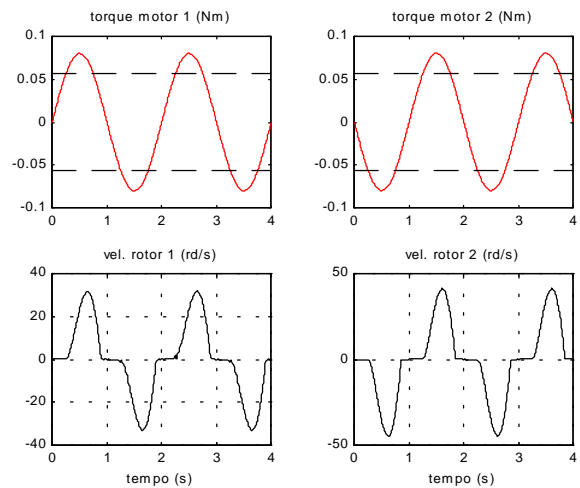 torque motor 1 (Nm)
0.1
0.05
0
-0.05
-0.1
0 1 2 3 4
torque motor 2 (Nm)
0.1
0.05
0
-0.05
-0.1
0 1 2 3 4
vel. rotor 1 (rd/s)
40
20
0
-20
-40
0 1 2 3 4
tempo (s)
vel. rotor 2 (rd/s)
50
0
-50
0 1 2 3 4
tempo (s)